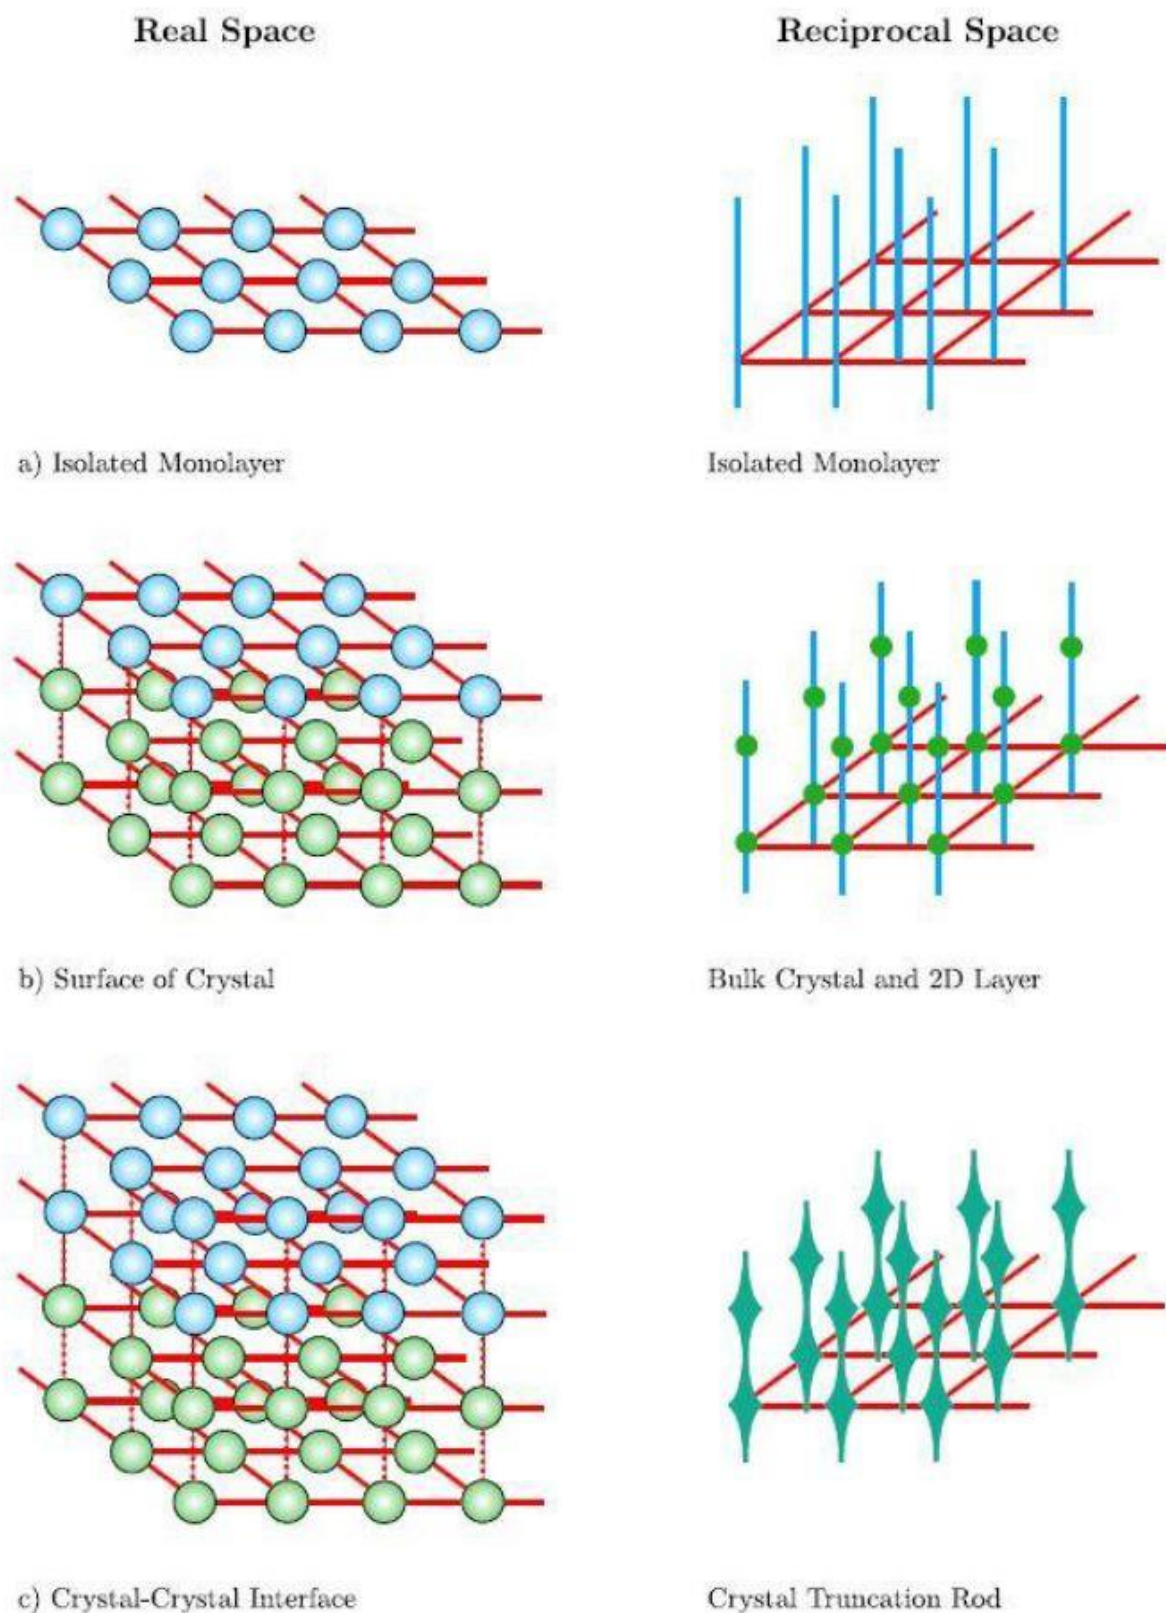 Real Space
Reciprocal Space
a) Isolated Monolayer
Isolated Monolayer
b) Surface of Crystal
Bulk Crystal and 2D Layer
c) Crystal-Crystal Interface
Crystal Truncation Rod